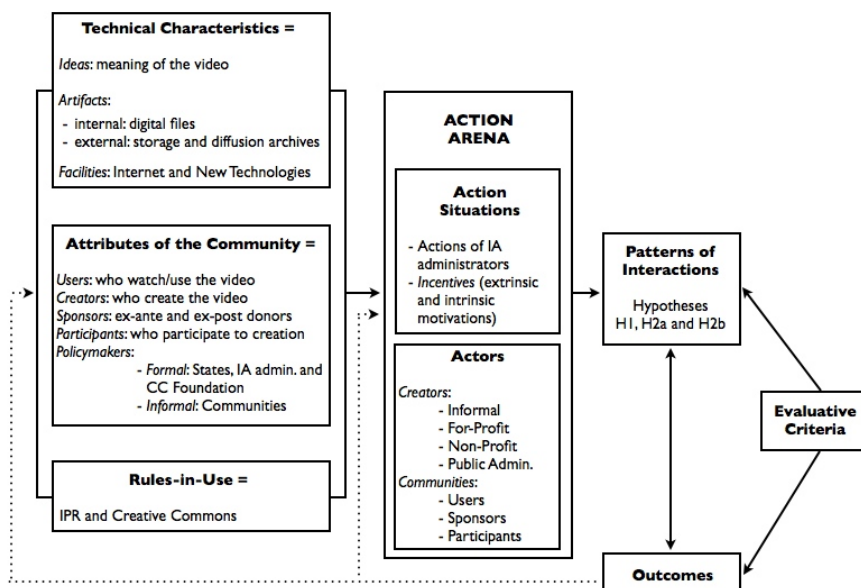 Technical Characteristics =
Ideas: meaning of the video
Artifacts:
- internal: digital files
- external: storage and diffusion archives
Facilities: Internet and New Technologies
Attributes of the Community =
Users: who watch/use the video
Creators: who create the video
Sponsors: ex-ante and ex-post donors
Participants: who participate to creation
Policymakers:
- Formal: States, IA admin. and
CC Foundation
- Informal: Communities
Rules-in-Use =
IPR and Creative Commons
ACTION
ARENA
Action
Situations
- Actions of IA
administrators
- Incentives (extrinsic
and intrinsic
motivations)
Actors
Creators:
- Informal
- For-Profit
- Non-Profit
- Public Admin.
Communities:
- Users
- Sponsors
- Participants
Patterns of
Interactions
Hypotheses
H1, H2a and H2b
Evaluative
Criteria
Outcomes